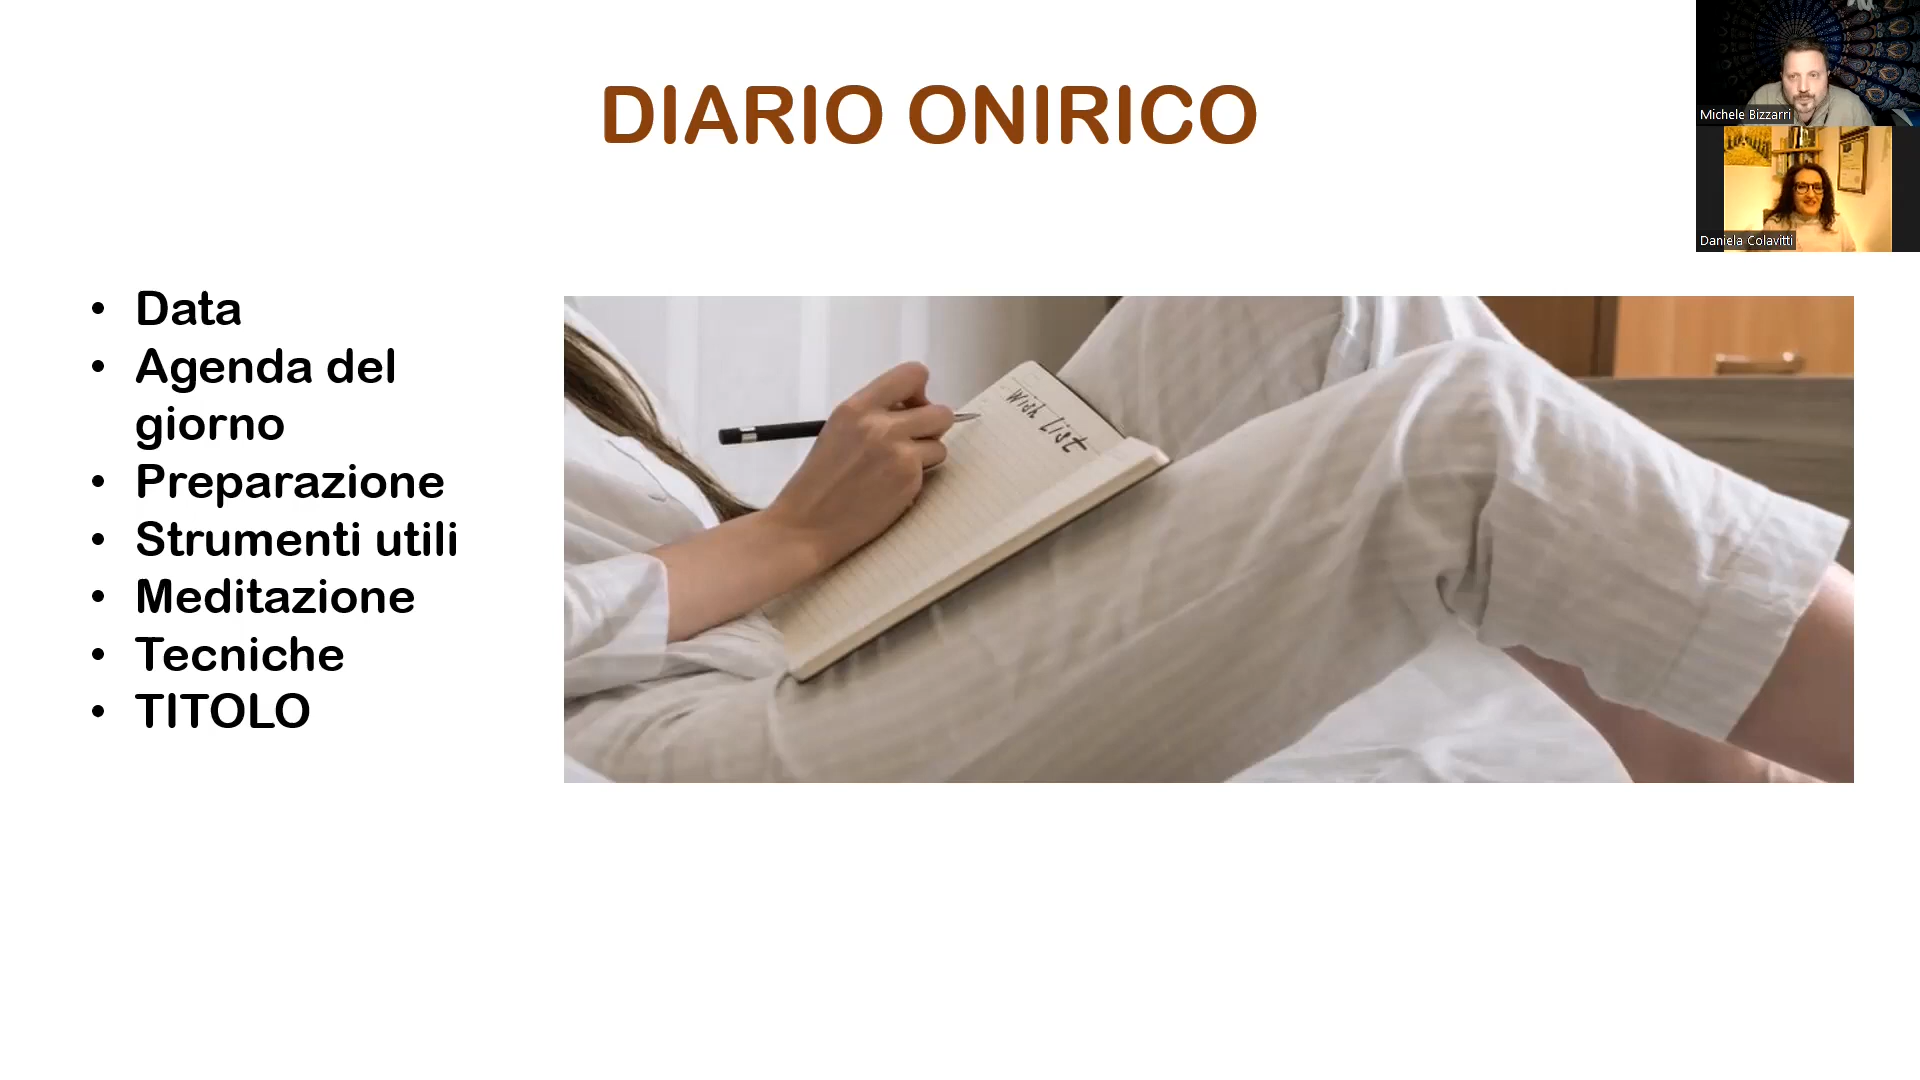 DIARIO ONIRICO
Michele Bizzarri
Daniela Colavitti
• Data
• Agenda del
giorno
• Preparazione
• Strumenti utili
• Meditazione
• Tecniche
• TITOLO
Wish List